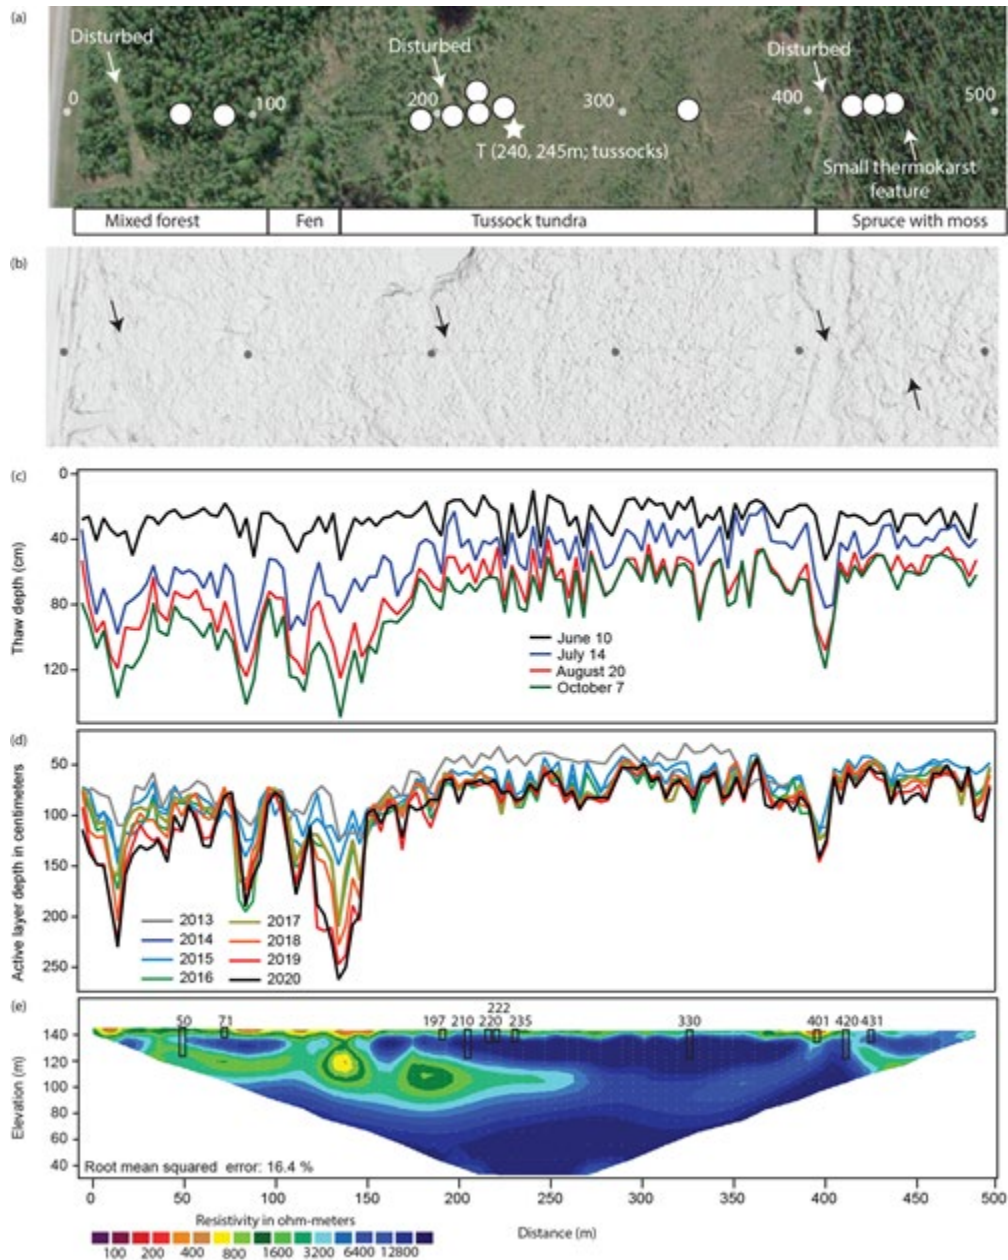 (a)
Disturbed
Disturbed
Disturbed
0
100
200
300
400
500
T (240, 245m; tussocks)
Small thermokarst
feature
Mixed forest
Fen
Tussock tundra
Spruce with moss
(b)
(c)
0
40
80
120
Thaw depth (cm)
June 10
July 14
August 20
October 7
(d)
50
100
150
200
250
Active layer depth in centimeters
2013
2014
2015
2016
2017
2018
2019
2020
(e)
140
120
100
80
60
40
Elevation (m)
50
71
197
210
220
222
235
330
401
420
431
Root mean squared error: 16.4 %
0
50
100
150
200
250
300
350
400
450
500
Resistivity in ohm-meters
Distance (m)
100
200
400
800
1600
3200
6400
12800